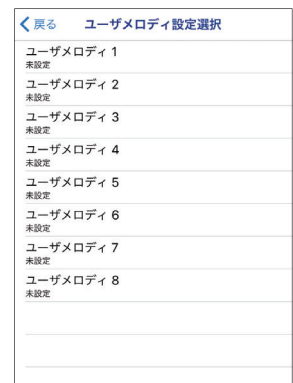 戻る ユーザメロディ設定選択
ユーザメロディ 1
未設定
ユーザメロディ 2
未設定
ユーザメロディ 3
未設定
ユーザメロディ 4
未設定
ユーザメロディ 5
未設定
ユーザメロディ 6
未設定
ユーザメロディ 7
未設定
ユーザメロディ 8
未設定